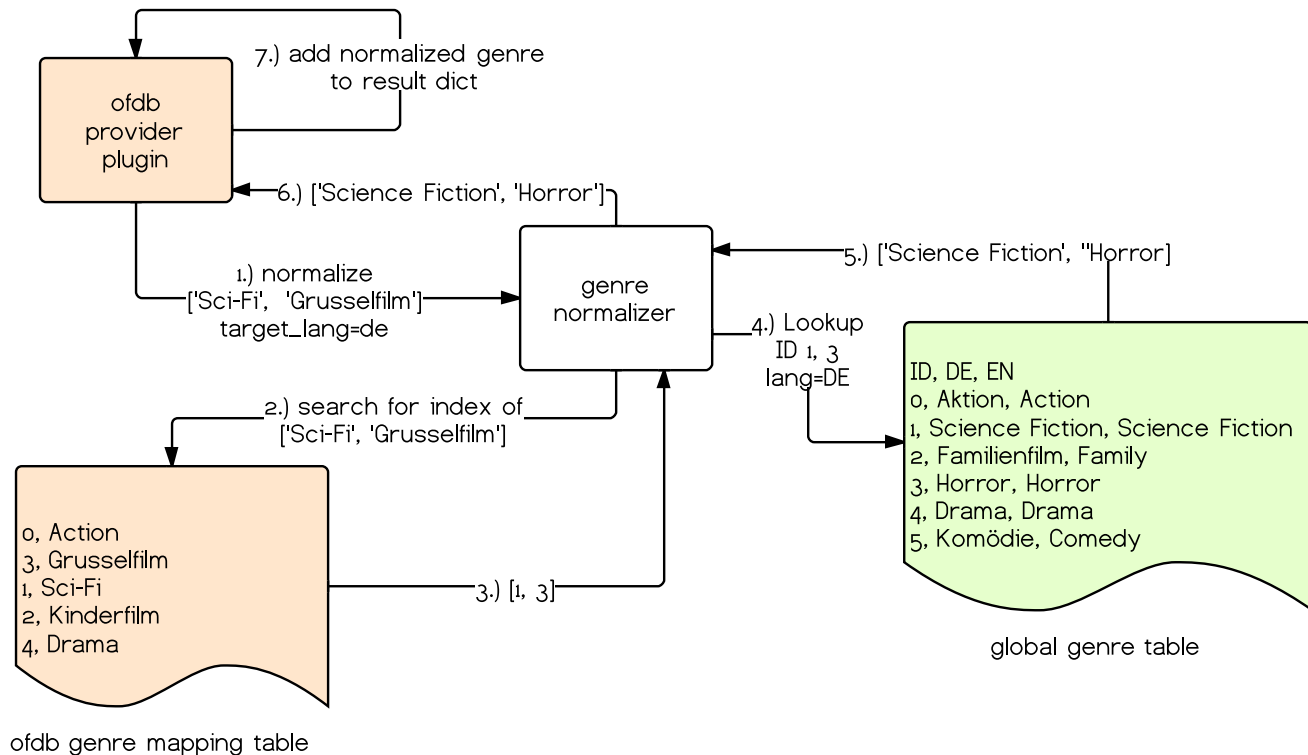 7.) add normalized genre
to result dict
ofdb
provider
plugin
6.) ['Science Fiction', 'Horror']
5.) ['Science Fiction', "Horror]
1.) normalize
['Sci-Fi', 'Grusselfilm']
target_lang=de
genre
normalizer
4.) Lookup
ID 1, 3
lang=DE
ID, DE, EN
0, Aktion, Action
1, Science Fiction, Science Fiction
2, Familienfilm, Family
3, Horror, Horror
4, Drama, Drama
5, Komödie, Comedy
2.) search for index of
['Sci-Fi', 'Grusselfilm']
0, Action
3, Grusselfilm
1, Sci-Fi
2, Kinderfilm
4, Drama
3.) [1, 3]
global genre table
ofdb genre mapping table